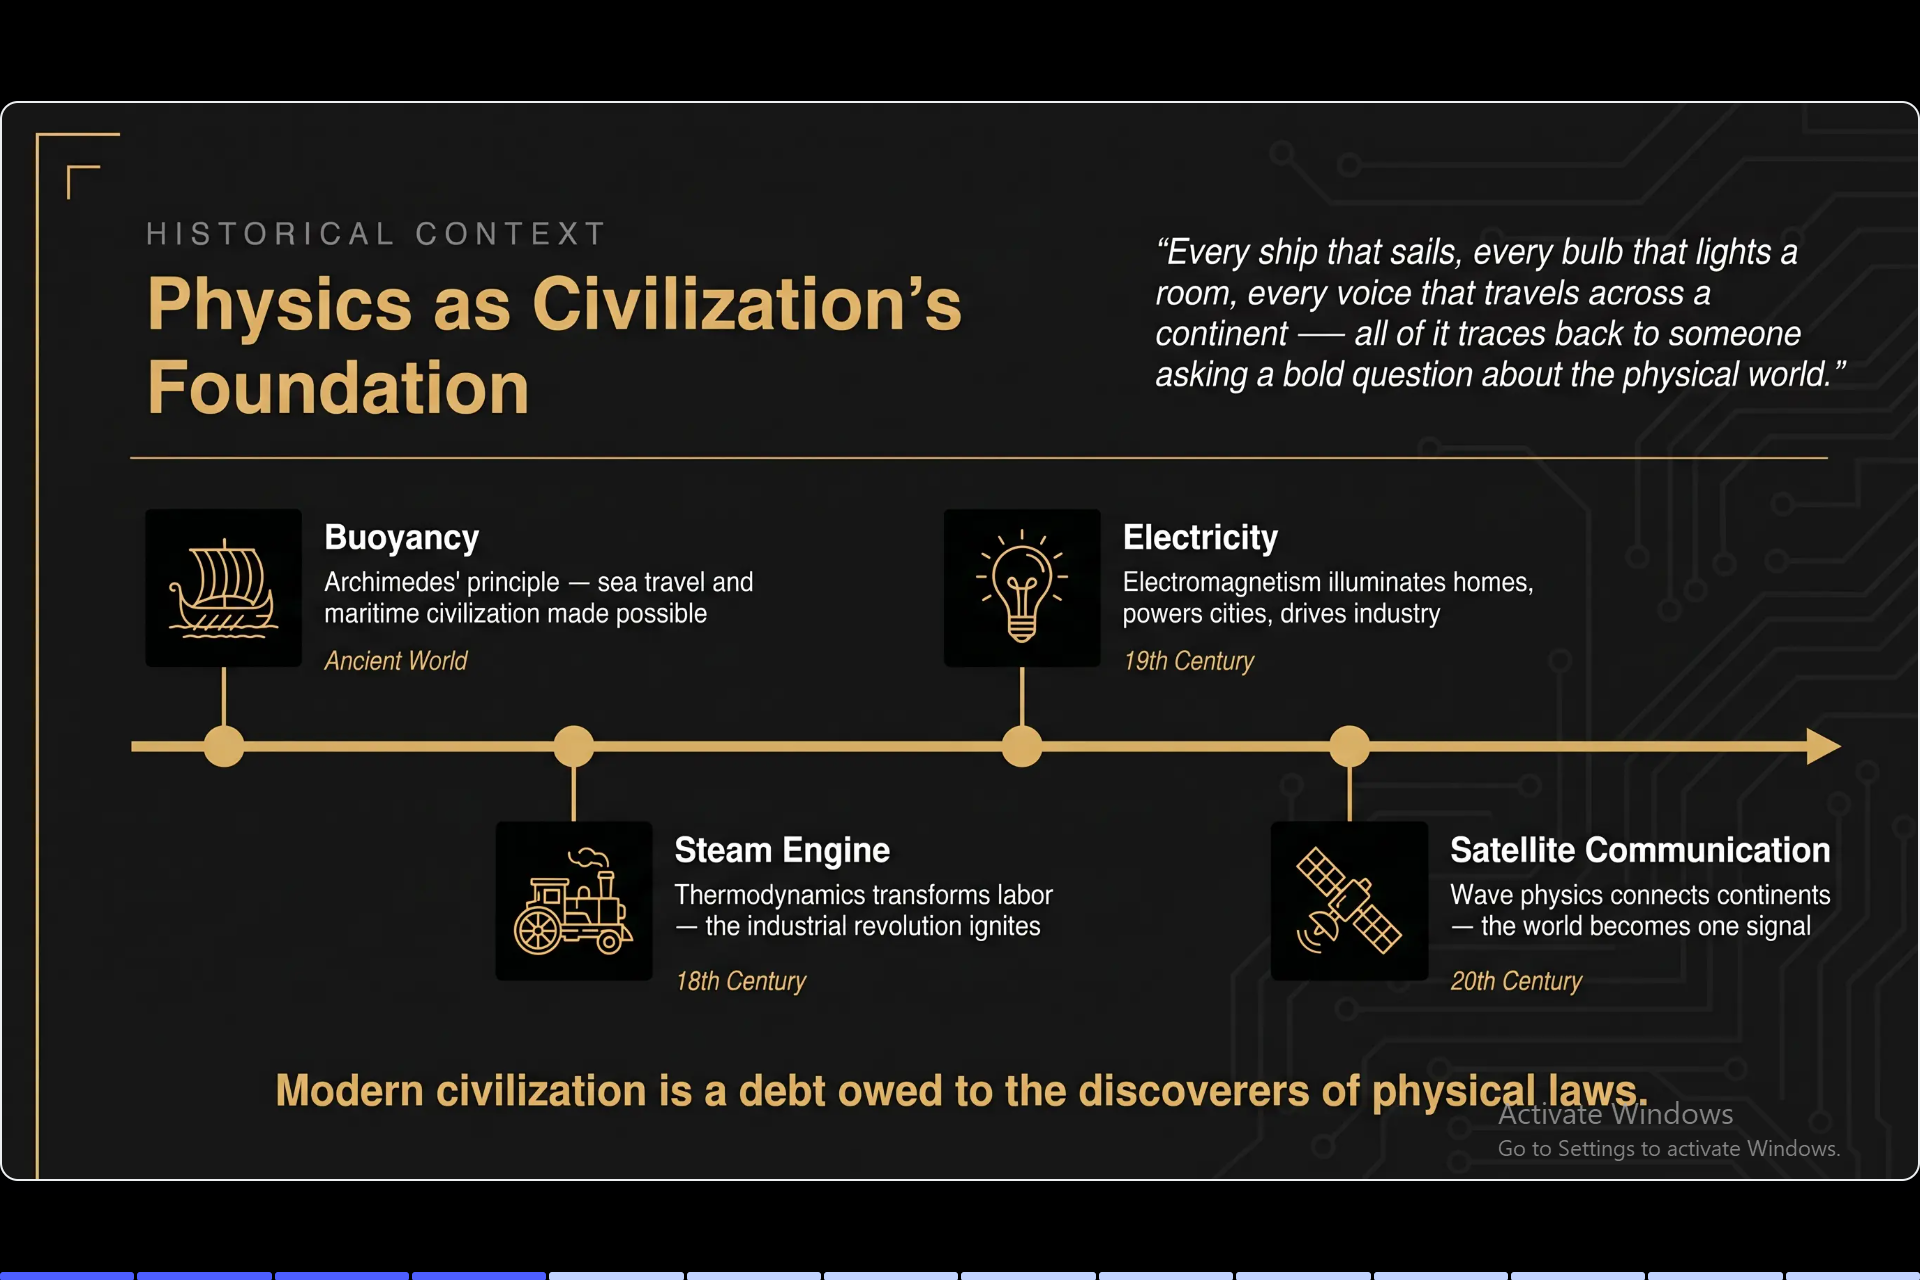 HISTORICAL CONTEXT
Physics as Civilization’s
Foundation
“Every ship that sails, every bulb that lights a
room, every voice that travels across a
continent — all of it traces back to someone
asking a bold question about the physical world.”
Buoyancy
Archimedes' principle — sea travel and
maritime civilization made possible
Ancient World
Electricity
Electromagnetism illuminates homes,
powers cities, drives industry
19th Century
Steam Engine
Thermodynamics transforms labor
— the industrial revolution ignites
18th Century
Satellite Communication
Wave physics connects continents
— the world becomes one signal
20th Century
Modern civilization is a debt owed to the discoverers of physical laws.
Activate Windows
Go to Settings to activate Windows.